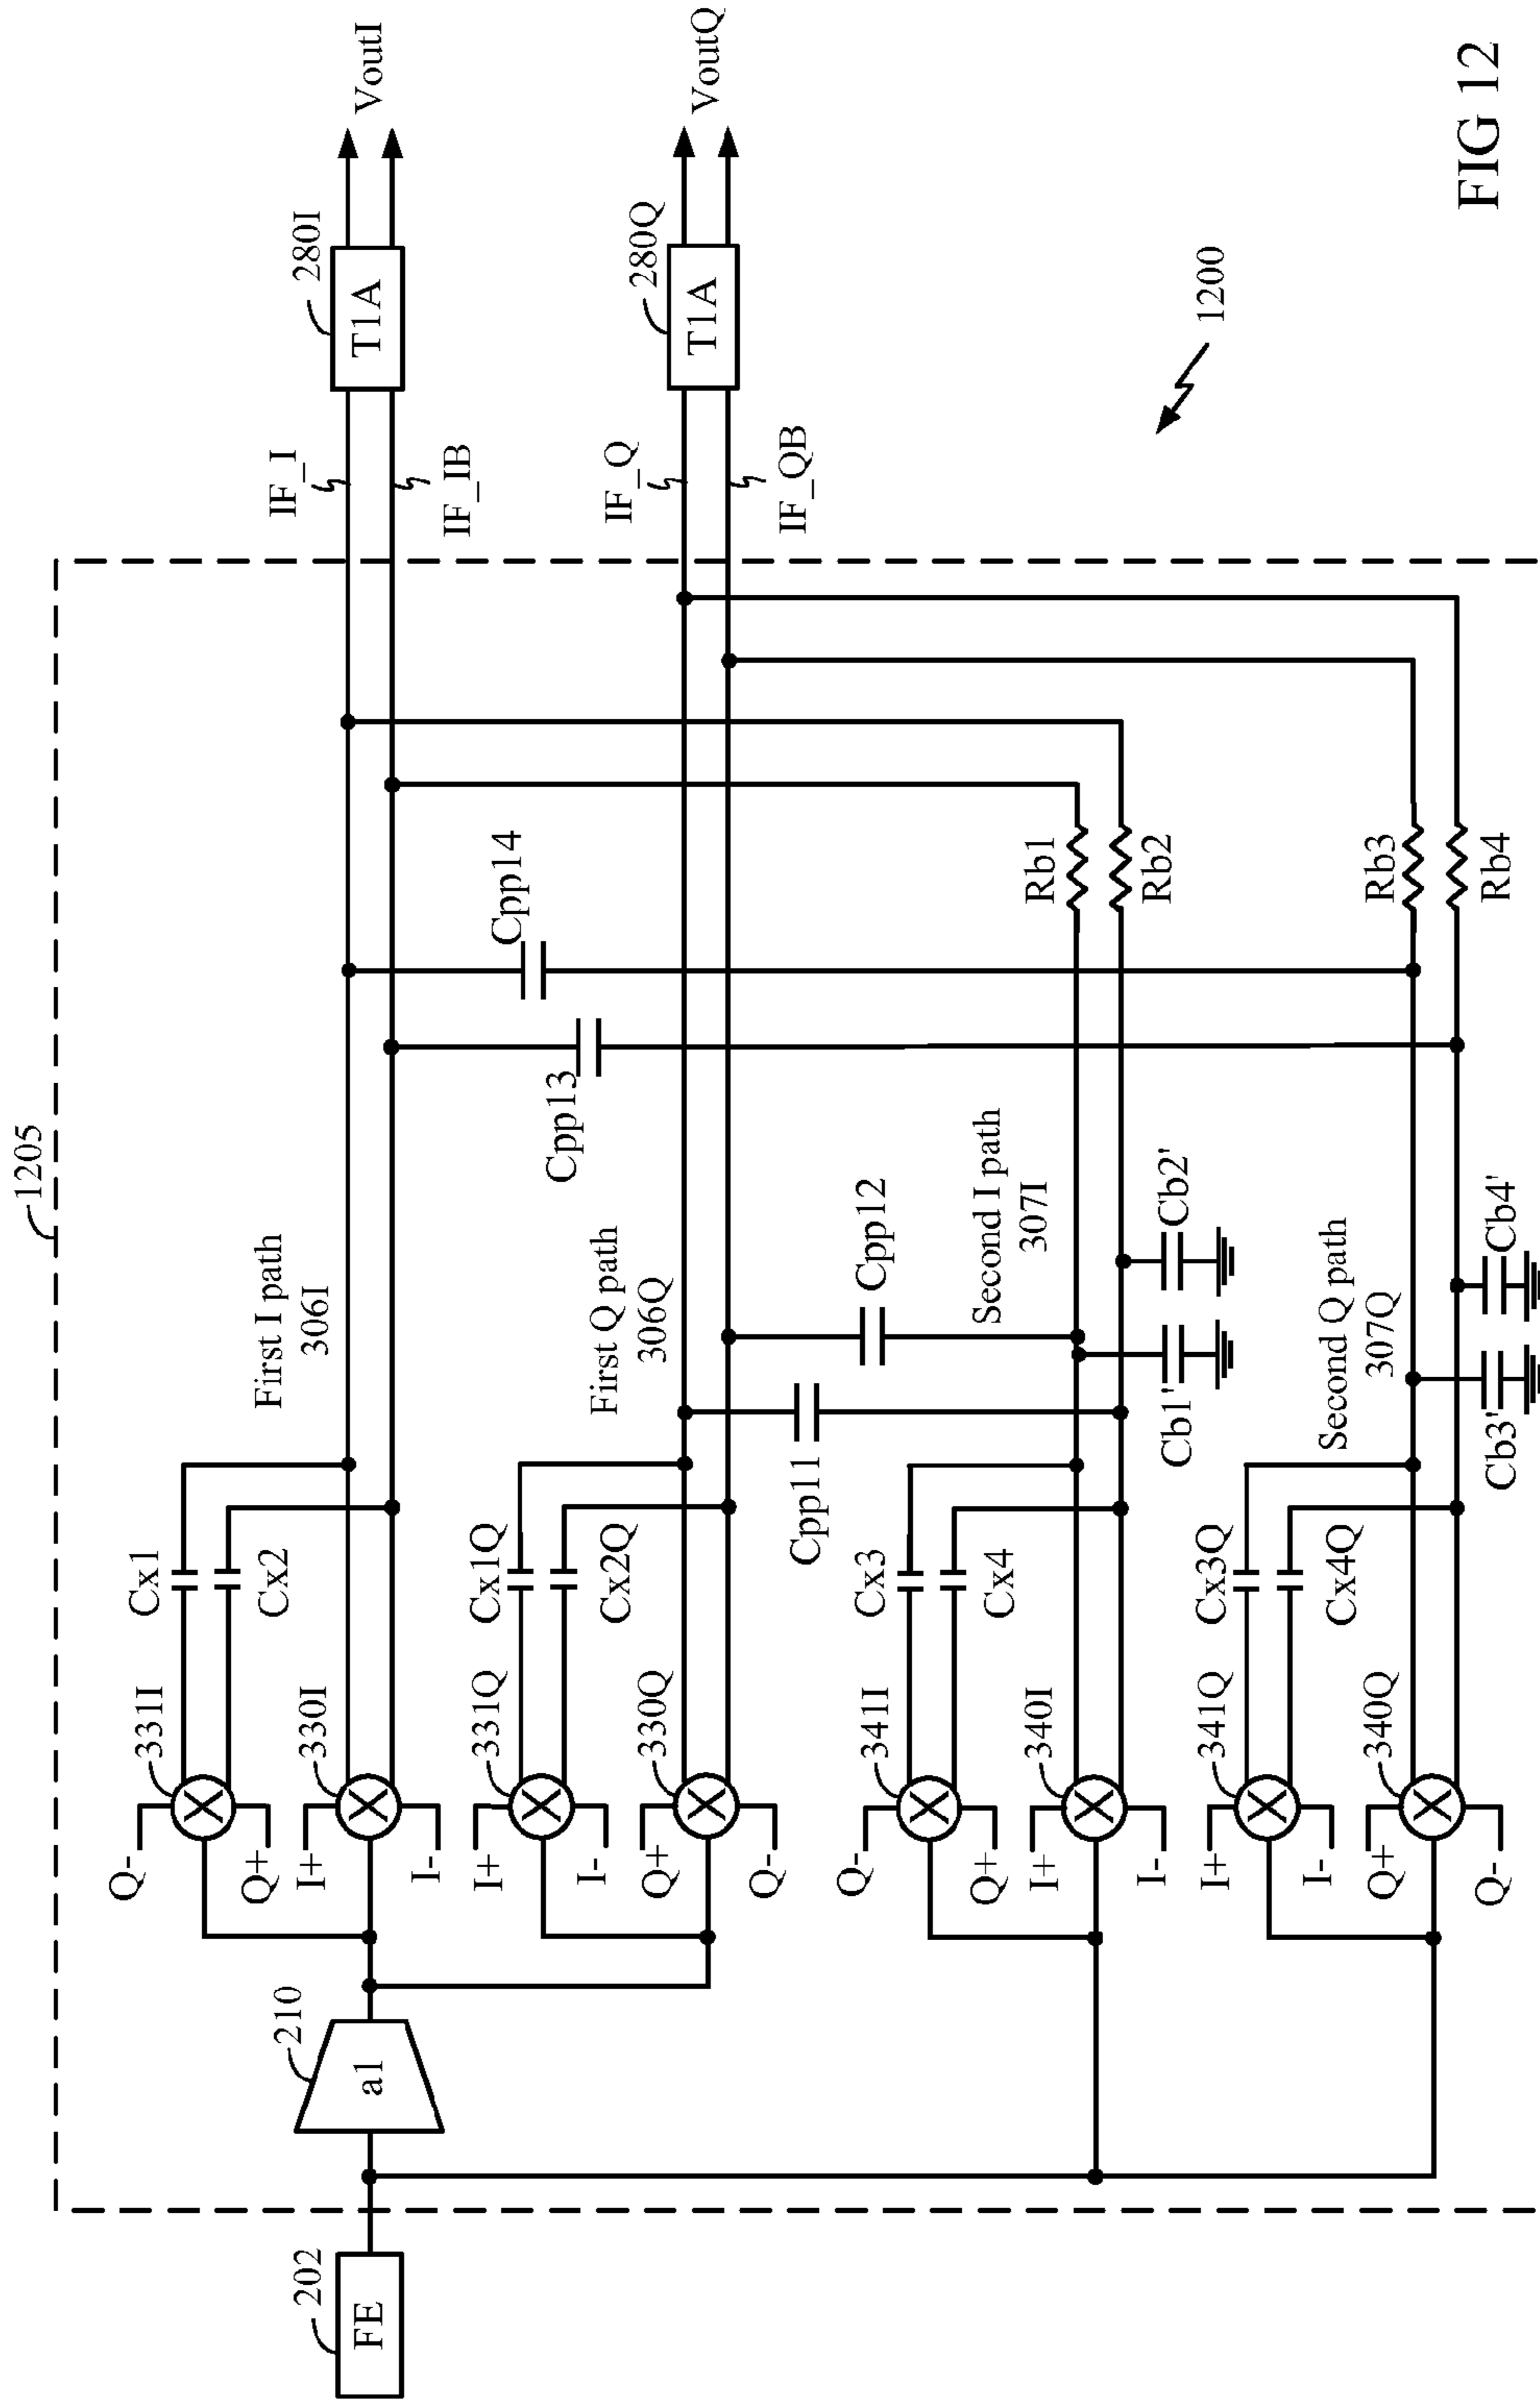 1205
202
FE
210
a1
Q-
Q+
331I
Cx1
Cx2
I+
I-
330I
First I path
306I
I+
I-
331Q
Cx1Q
Cx2Q
Q+
Q-
330Q
First Q path
306Q
Cpp13
Cpp14
IF_I
IF_IB
280I
T1A
VoutI
IF_Q
IF_QB
280Q
T1A
VoutQ
Cpp11
Cpp12
Q-
Q+
341I
Cx3
Cx4
I+
I-
340I
Second I path
307I
Cb1'
Cb2'
Rb1
Rb2
I+
I-
341Q
Cx3Q
Cx4Q
Q+
Q-
340Q
Second Q path
307Q
Cb3'
Cb4'
Rb3
Rb4
1200
FIG 12